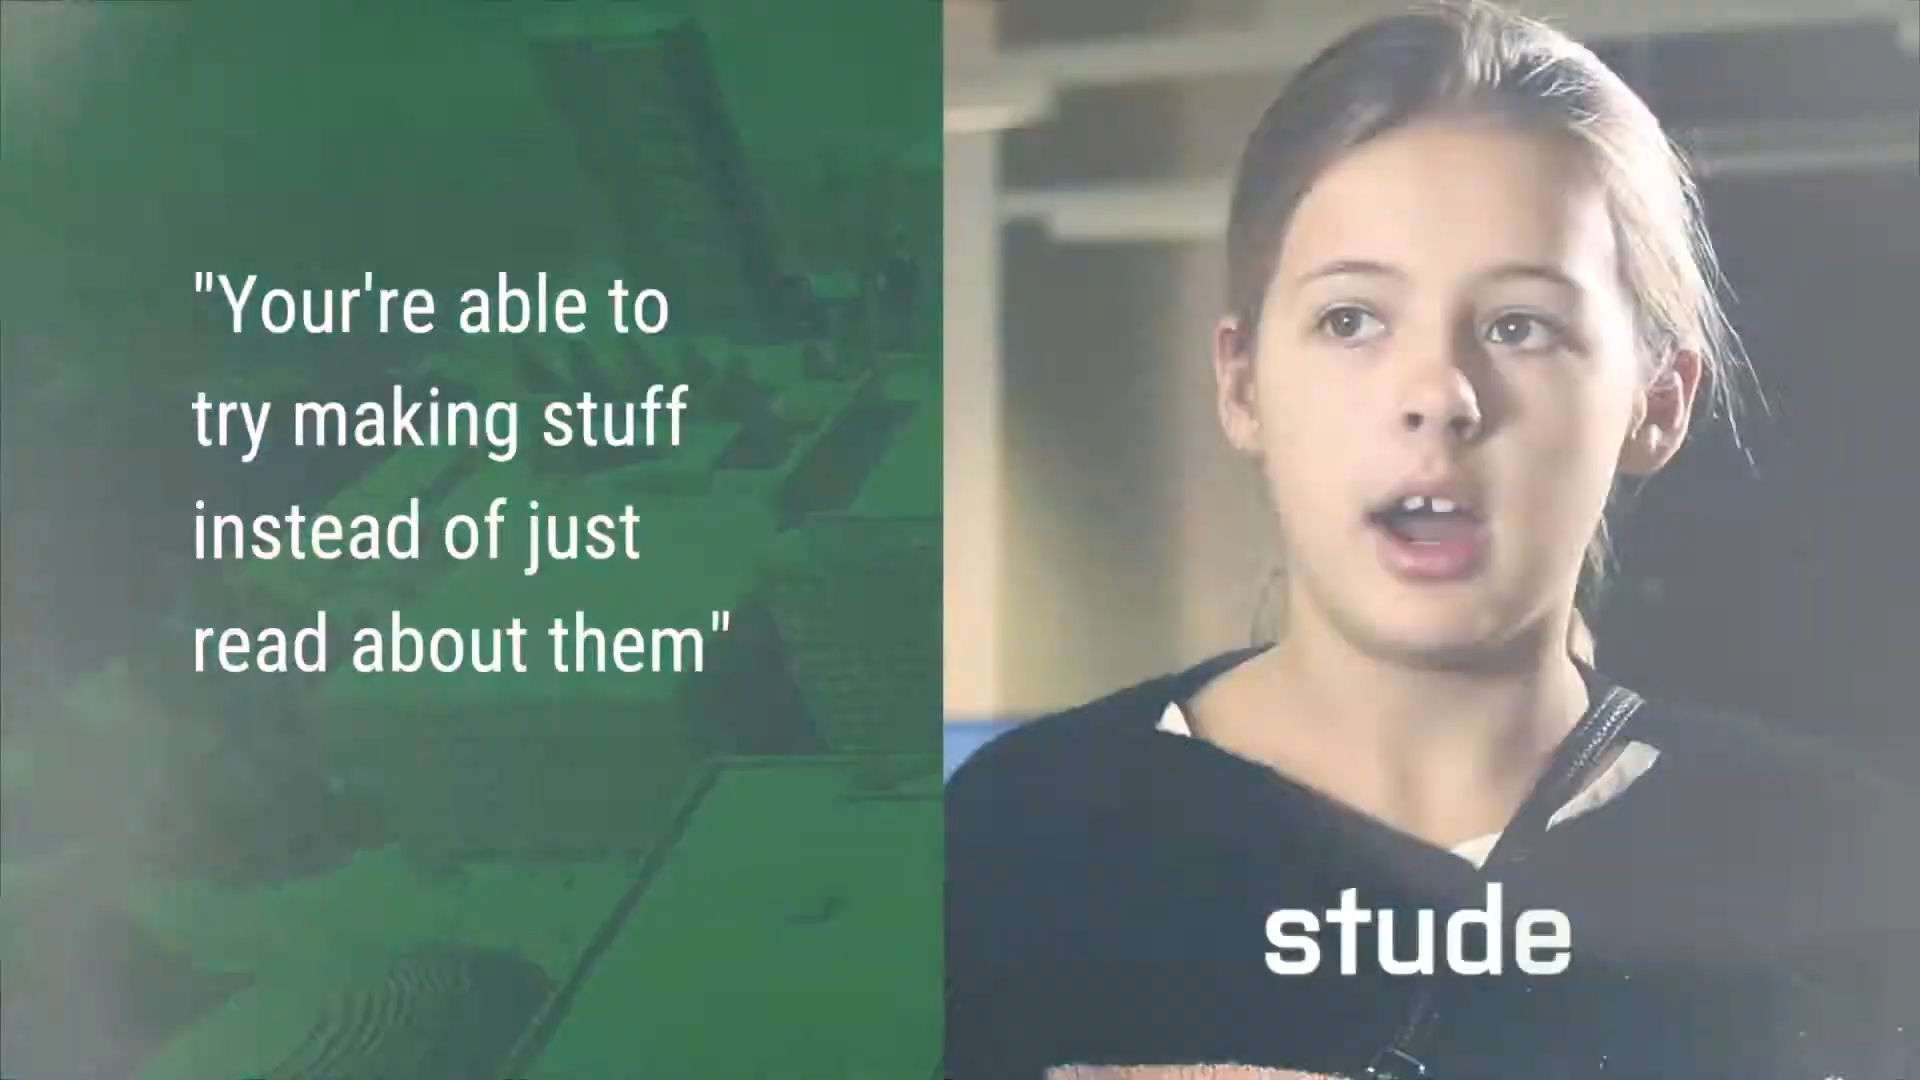 "Your're able to
try making stuff
instead of just
read about them"
stude